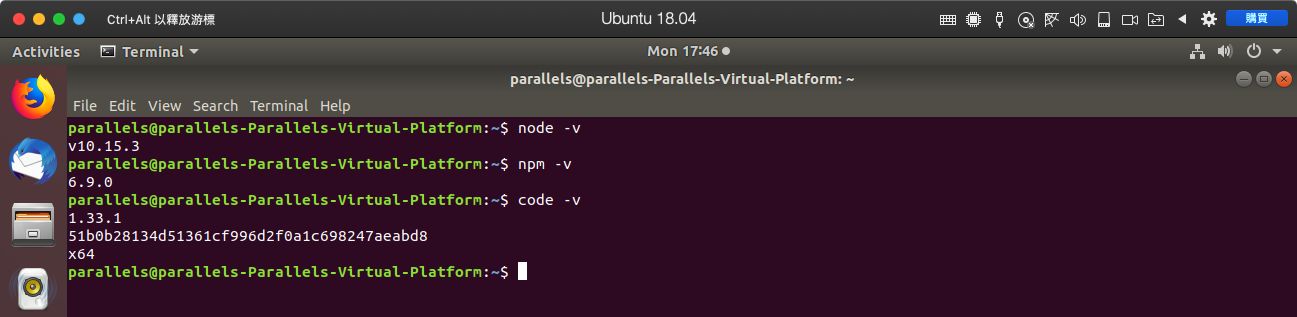 Ctrl+Alt 以釋放游標 Ubuntu 18.04 購買
Activities Terminal Mon 17:46
parallels@parallels-Parallels-Virtual-Platform: ~
File Edit View Search Terminal Help
parallels@parallels-Parallels-Virtual-Platform:~$ node -v
v10.15.3
parallels@parallels-Parallels-Virtual-Platform:~$ npm -v
6.9.0
parallels@parallels-Parallels-Virtual-Platform:~$ code -v
1.33.1
51b0b28134d51361cf996d2f0a1c698247aeabd8
x64
parallels@parallels-Parallels-Virtual-Platform:~$